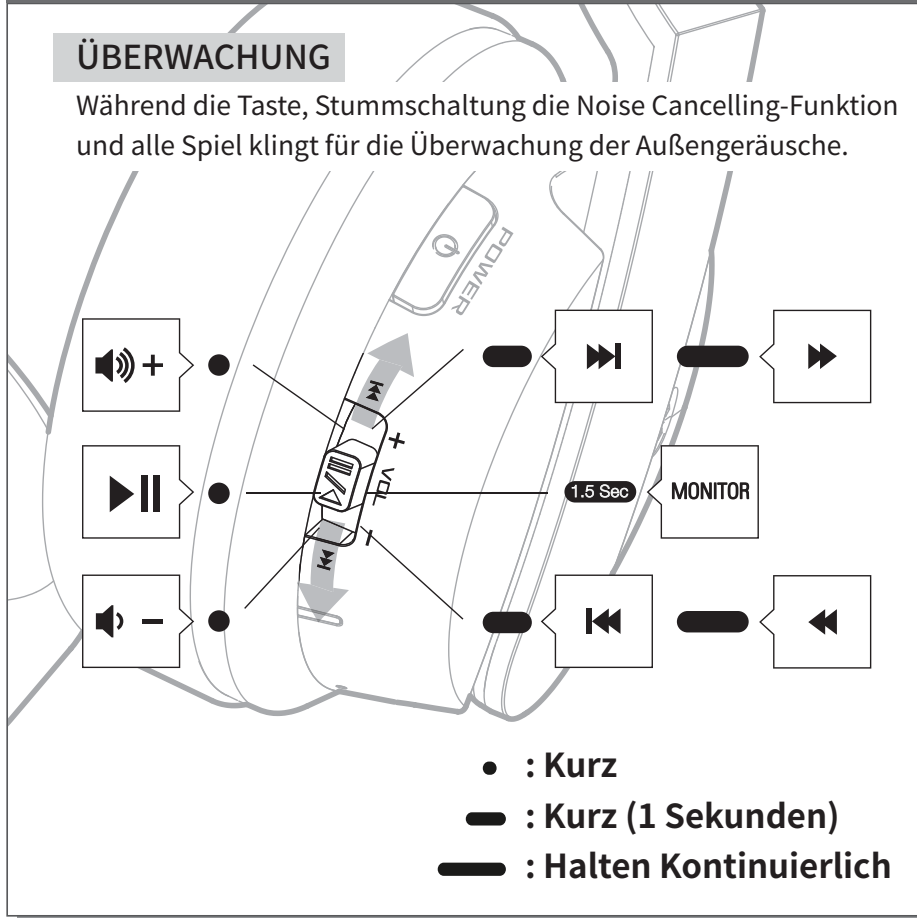 ÜBERWACHUNG
Während die Taste, Stummschaltung die Noise Cancelling-Funktion
und alle Spiel klingt für die Überwachung der Außengeräusche.
POWER
+
+
VOL
1.5 Sec
MONITOR
–
–
• : Kurz
: Kurz (1 Sekunden)
: Halten Kontinuierlich